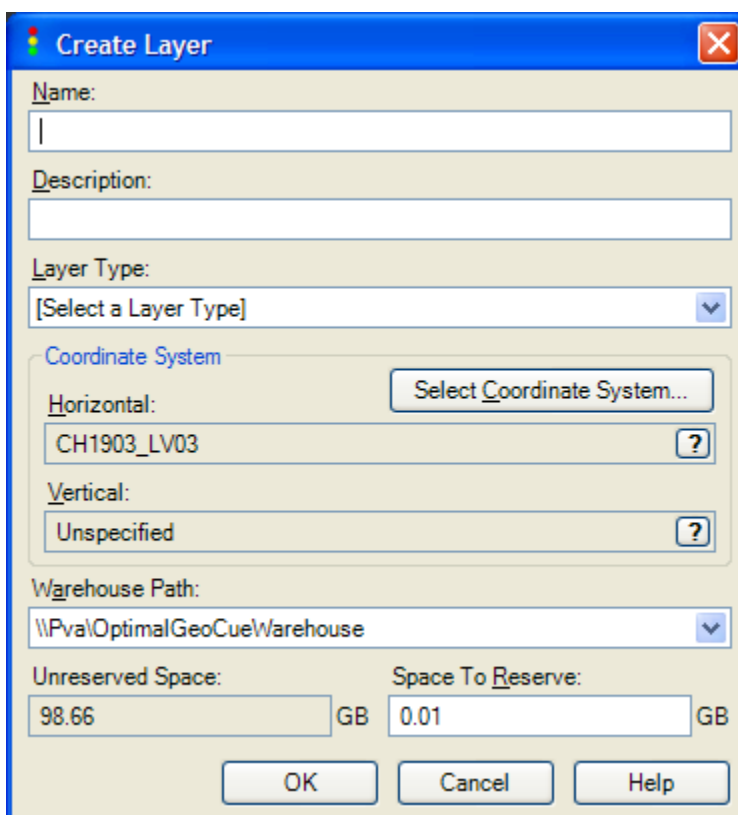 Create Layer
Name:
Description:
Layer Type:
[Select a Layer Type]
Coordinate System
Select Coordinate System...
Horizontal:
CH1903_LV03
?
Vertical:
Unspecified
?
Warehouse Path:
\\Pva\OptimalGeoCueWarehouse
Unreserved Space: Space To Reserve:
98.66 GB 0.01 GB
OK Cancel Help